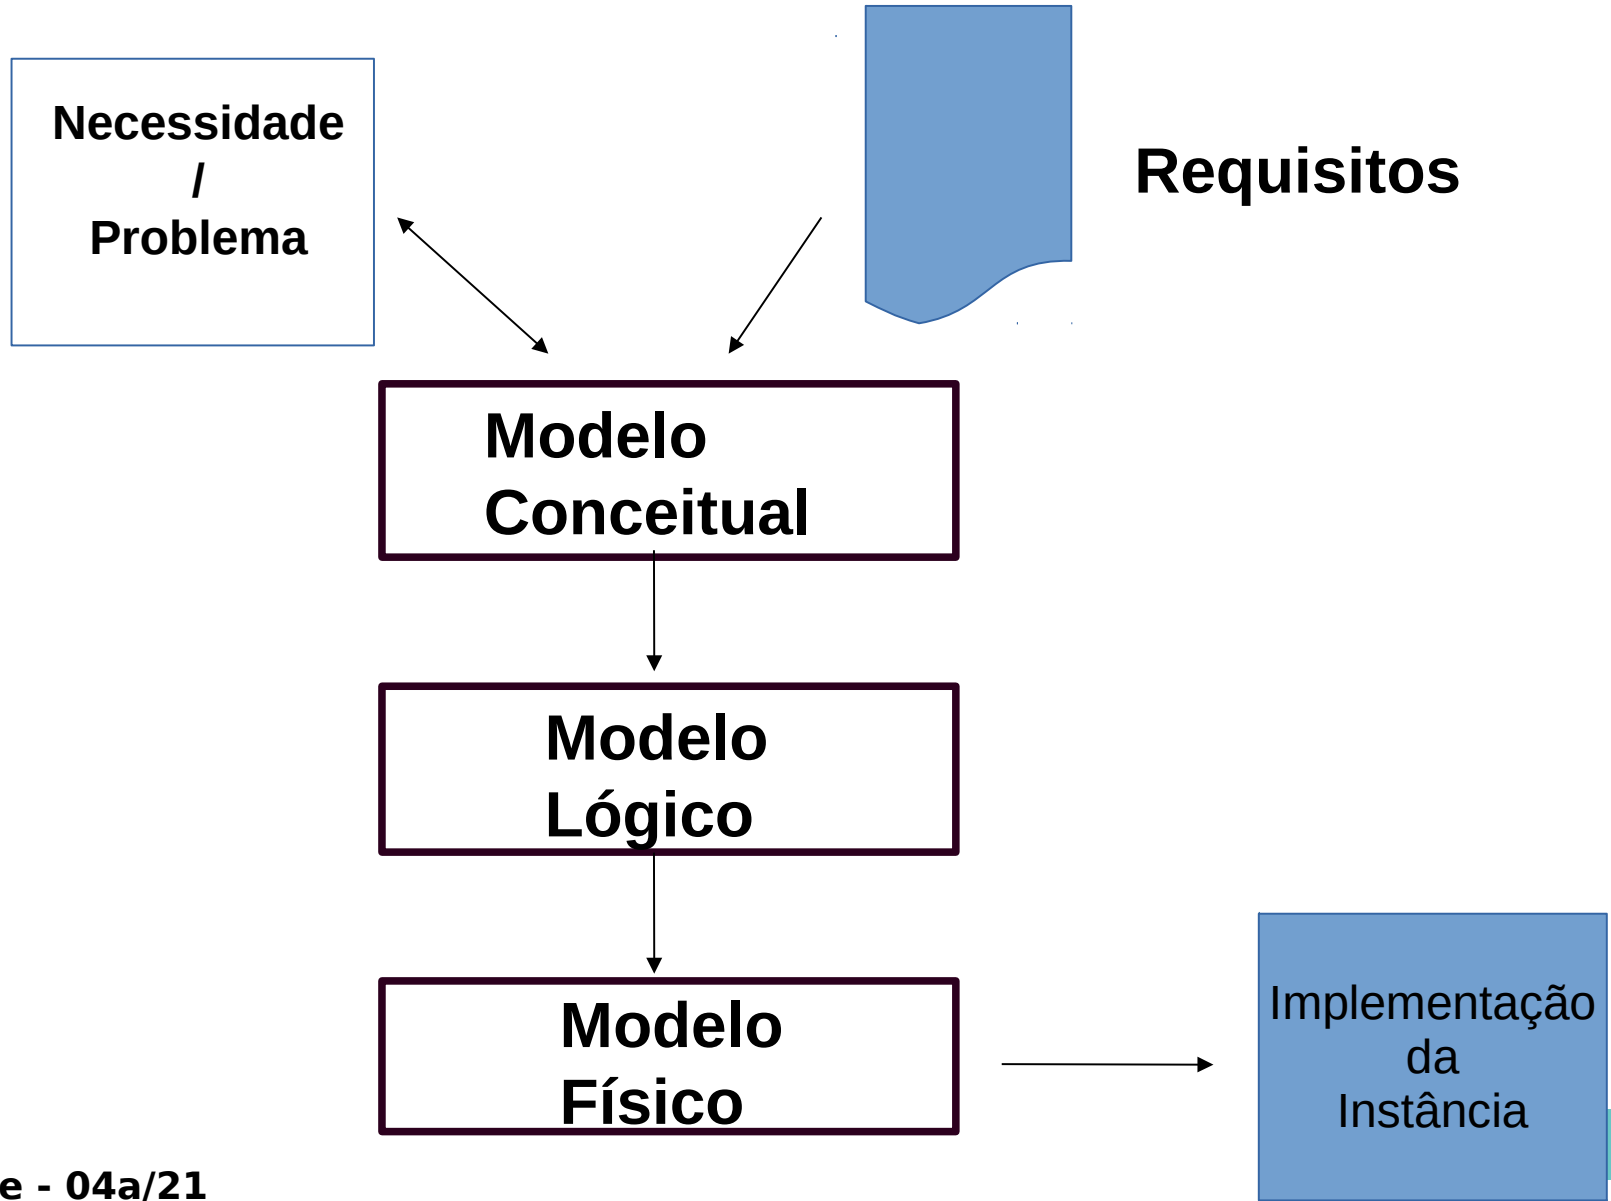 Necessidade
/
Problema
Requisitos
Modelo
Conceitual
Modelo
Lógico
Modelo
Físico
Implementação
da
Instância
e - 04a/21